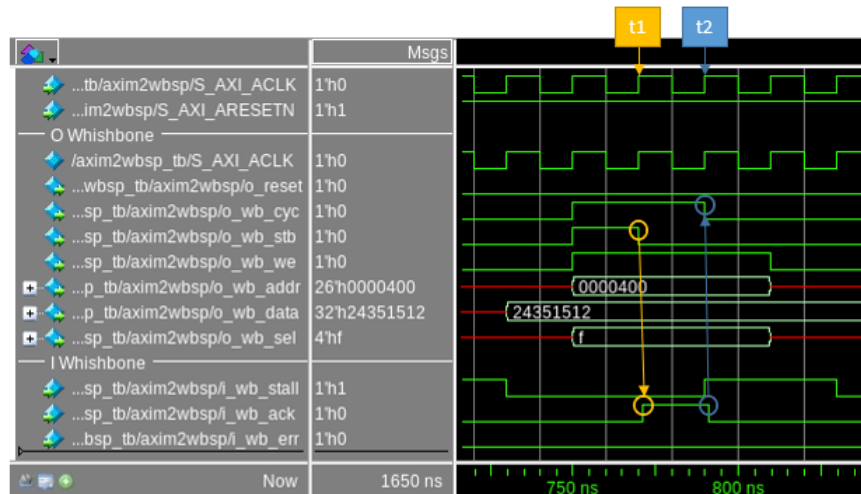 t1 t2
Msgs
...tb/axim2wbsp/S_AXI_ACLK 1'h0
...im2wbsp/S_AXI_ARESETN 1'h1
O Whishbone
/axim2wbsp_tb/S_AXI_ACLK 1'h0
...wbsp_tb/axim2wbsp/o_reset 1'h0
...sp_tb/axim2wbsp/o_wb_cyc 1'h0
...sp_tb/axim2wbsp/o_wb_stb 1'h0
...sp_tb/axim2wbsp/o_wb_we 1'h0
...p_tb/axim2wbsp/o_wb_addr 26'h0000400 0000400
...p_tb/axim2wbsp/o_wb_data 32'h24351512 24351512
...sp_tb/axim2wbsp/o_wb_sel 4'hf f
I Whishbone
...sp_tb/axim2wbsp/i_wb_stall 1'h1
...sp_tb/axim2wbsp/i_wb_ack 1'h0
...bsp_tb/axim2wbsp/i_wb_err 1'h0
Now 1650 ns 750 ns 800 ns